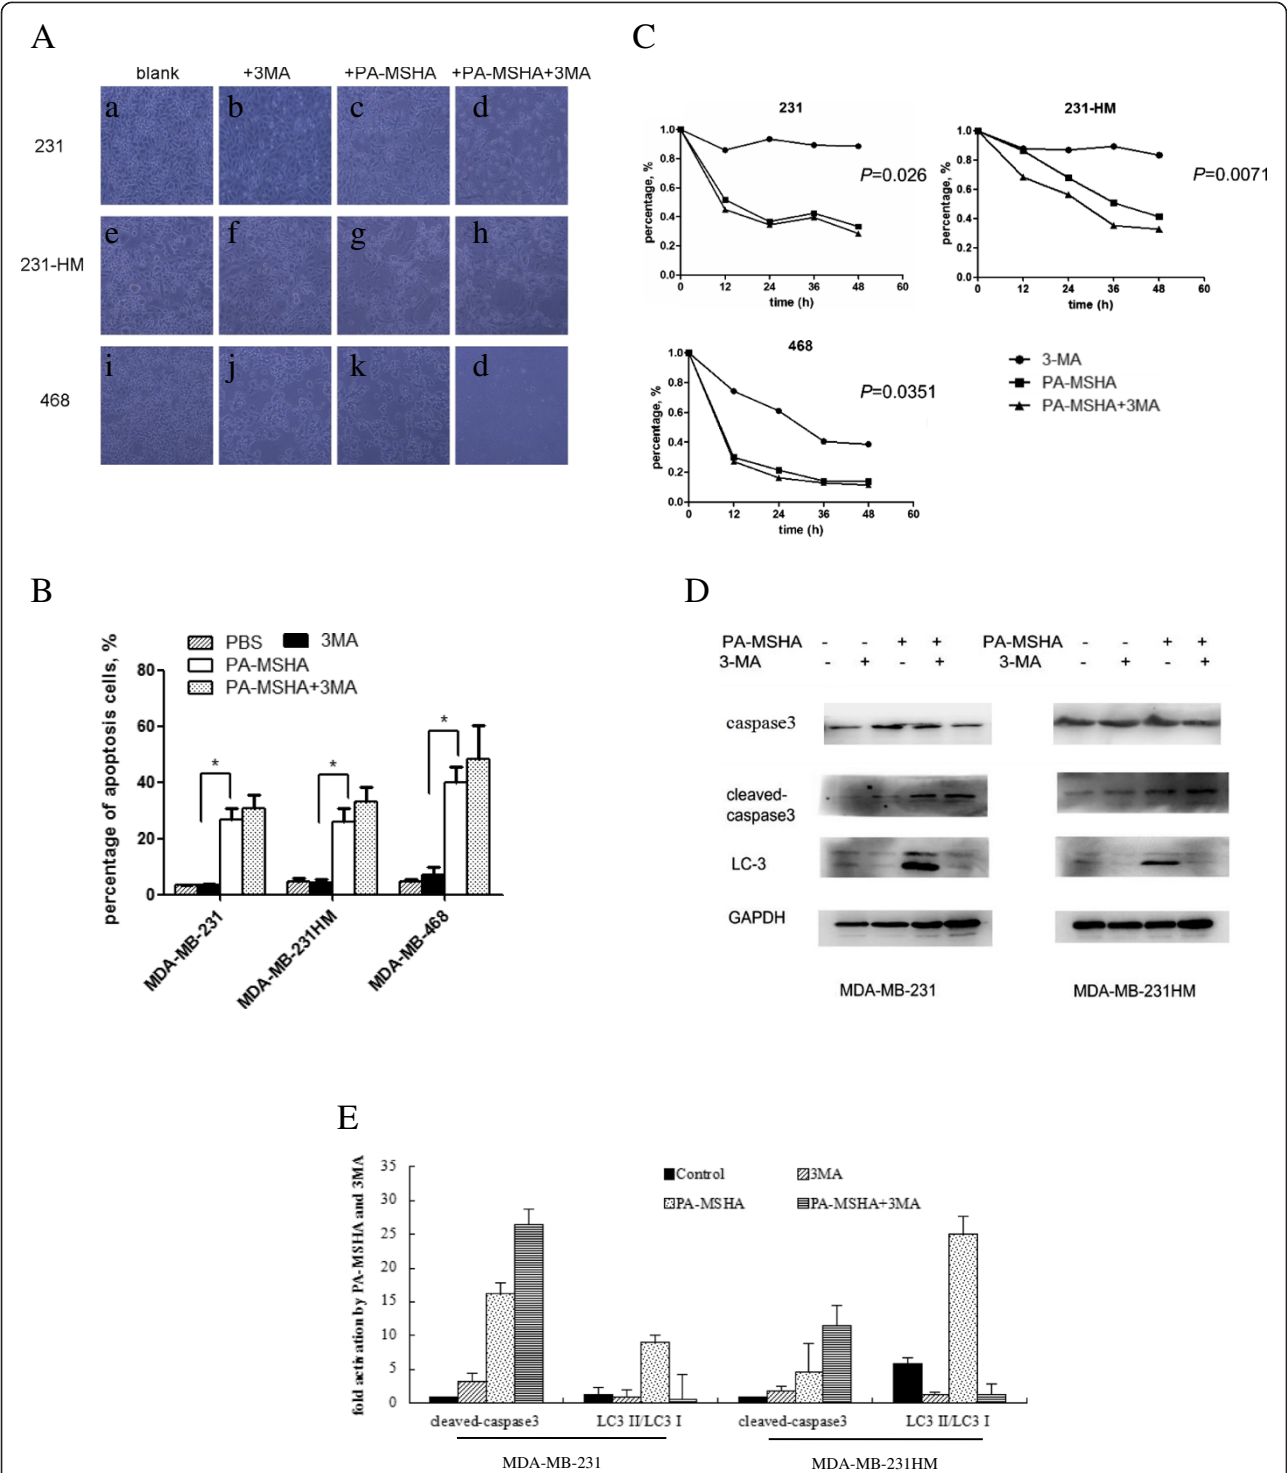 A
blank +3MA +PA-MSHA +PA-MSHA+3MA
231 a b c d
231-HM e f g h
468 i j k d
C
231
percentage, %
1.0
0.8
0.6
0.4
0.2
0.0
0 12 24 36 48 60
time (h)
P=0.026
231-HM
percentage, %
1.0
0.8
0.6
0.4
0.2
0.0
0 12 24 36 48 60
time (h)
P=0.0071
468
percentage, %
1.0
0.8
0.6
0.4
0.2
0.0
0 12 24 36 48 60
time (h)
P=0.0351
3-MA
PA-MSHA
PA-MSHA+3MA
B
percentage of apoptosis cells, %
PBS 3MA
PA-MSHA
PA-MSHA+3MA
80
60
40
20
0
* * *
MDA-MB-231
MDA-MB-231HM
MDA-MB-468
D
PA-MSHA - - + + PA-MSHA - - + +
3-MA - + - + 3-MA - + - +
caspase3
cleaved-
caspase3
LC-3
GAPDH
MDA-MB-231 MDA-MB-231HM
E
fold activation by PA-MSHA and 3MA
35
30
25
20
15
10
5
0
Control 3MA
PA-MSHA PA-MSHA+3MA
cleaved-caspase3 LC3 II/LC3 I cleaved-caspase3 LC3 II/LC3 I
MDA-MB-231 MDA-MB-231HM